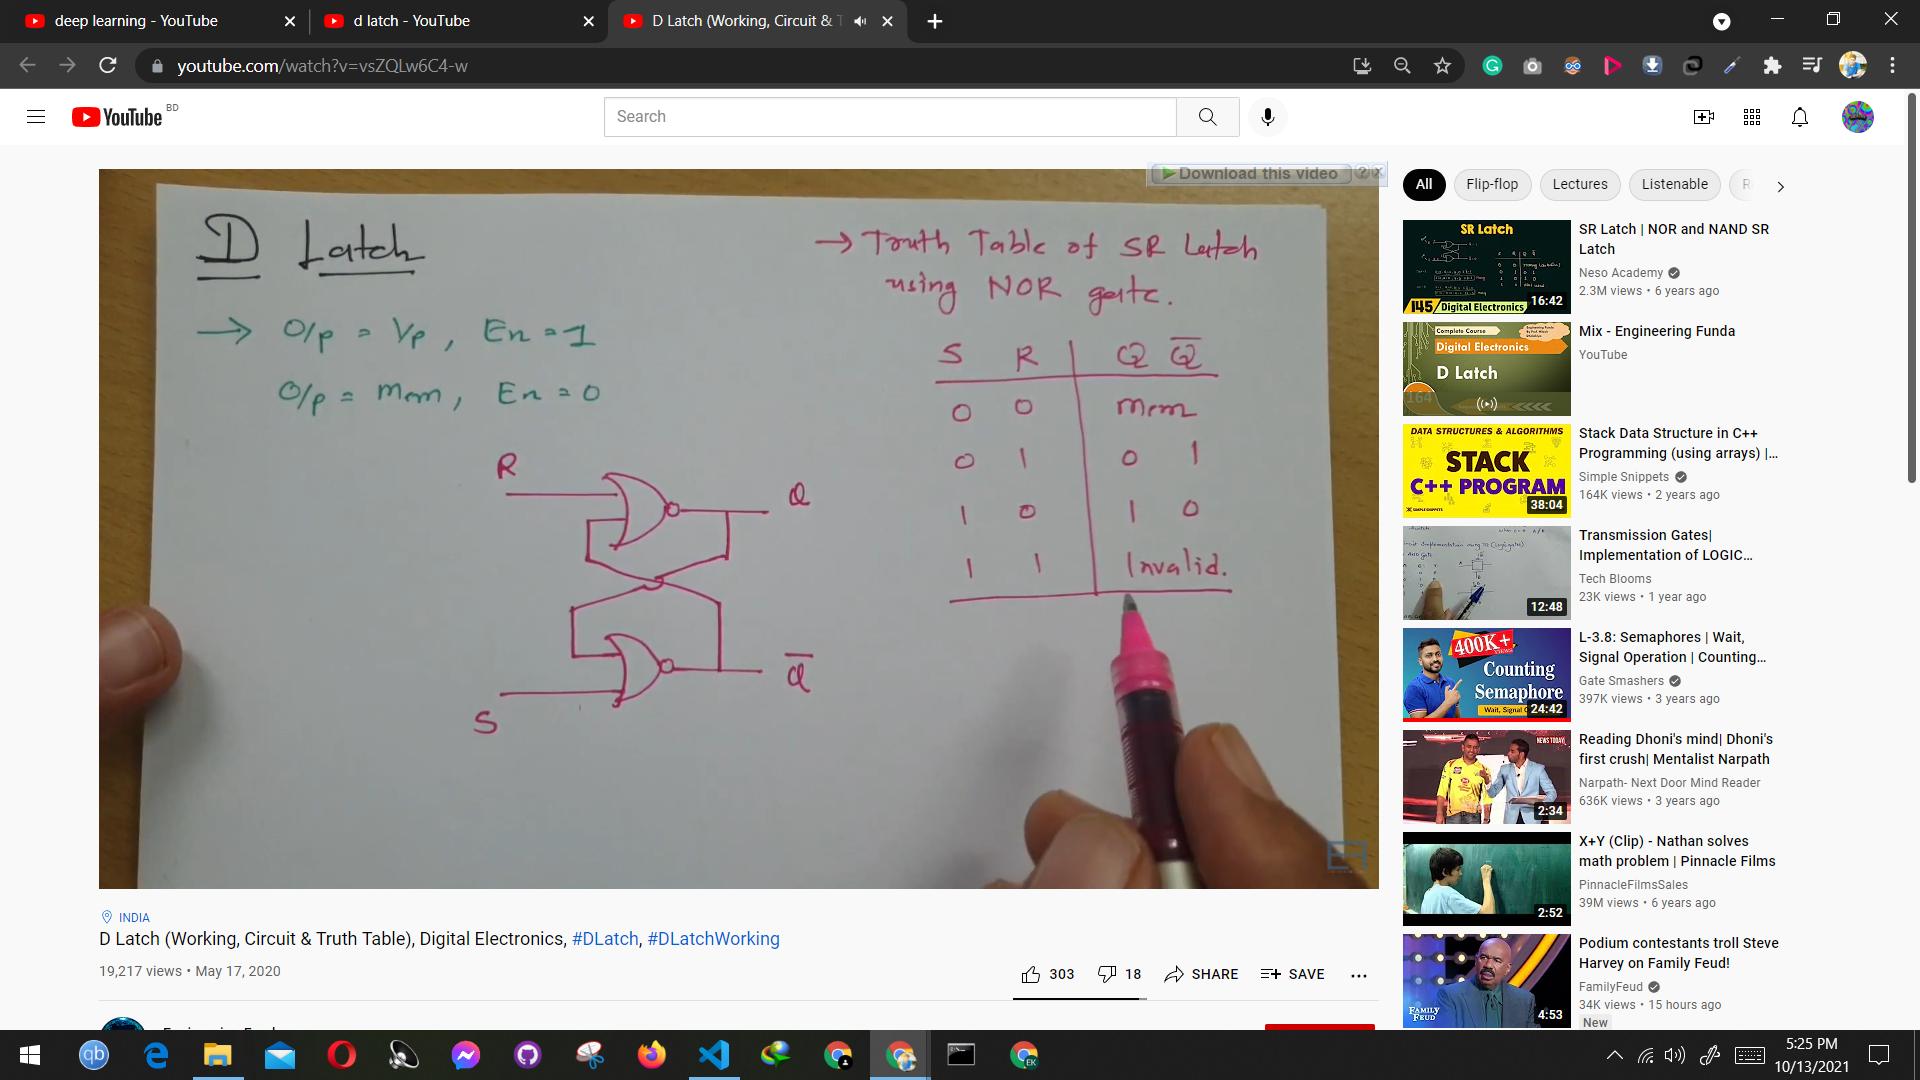 deep learning - YouTube
d latch - YouTube
D Latch (Working, Circuit & T
youtube.com/watch?v=vsZQLw6C4-w
YouTube BD
Search
Download this video
D Latch
→ O/p = I/p, En = 1
O/p = Mem, En = 0
R
Q
Q̅
S
→ Truth Table of SR Latch
using NOR gate.
S R Q Q̅
0 0 Mem
0 1 0 1
1 0 1 0
1 1 Invalid.
INDIA
D Latch (Working, Circuit & Truth Table), Digital Electronics, #DLatch, #DLatchWorking
19,217 views • May 17, 2020
303 18 SHARE SAVE
All Flip-flop Lectures Listenable
SR Latch
145 Digital Electronics
16:42
SR Latch | NOR and NAND SR
Latch
Neso Academy
2.3M views • 6 years ago
Complete Course
Digital Electronics
D Latch
164
Mix - Engineering Funda
YouTube
DATA STRUCTURES & ALGORITHMS
STACK
C++ PROGRAM
38:04
Stack Data Structure in C++
Programming (using arrays) |...
Simple Snippets
164K views • 2 years ago
12:48
Transmission Gates|
Implementation of LOGIC...
Tech Blooms
23K views • 1 year ago
400K+
Counting
Semaphore
24:42
L-3.8: Semaphores | Wait,
Signal Operation | Counting...
Gate Smashers
397K views • 3 years ago
NEWS TODAY
2:34
Reading Dhoni's mind| Dhoni's
first crush| Mentalist Narpath
Narpath- Next Door Mind Reader
636K views • 3 years ago
2:52
X+Y (Clip) - Nathan solves
math problem | Pinnacle Films
PinnacleFilmsSales
39M views • 6 years ago
FAMILY
FEUD
4:53
Podium contestants troll Steve
Harvey on Family Feud!
FamilyFeud
34K views • 15 hours ago
New
qb
EK
5:25 PM
10/13/2021